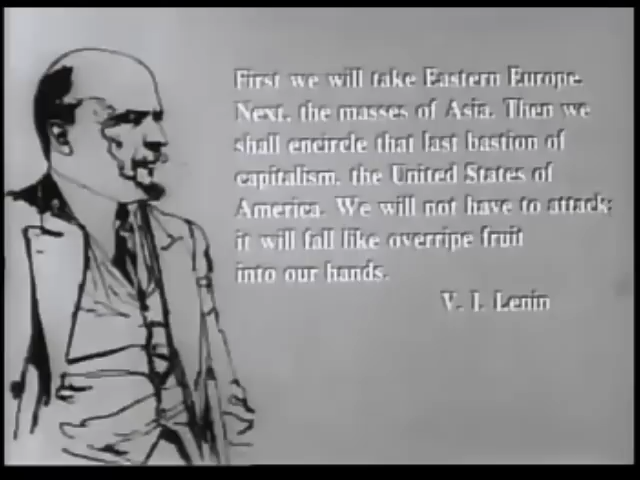 First we will take Eastern Europe.
Next, the masses of Asia. Then we
shall encircle that last bastion of
capitalism, the United States of
America. We will not have to attack;
it will fall like overripe fruit
into our hands.
V. I. Lenin